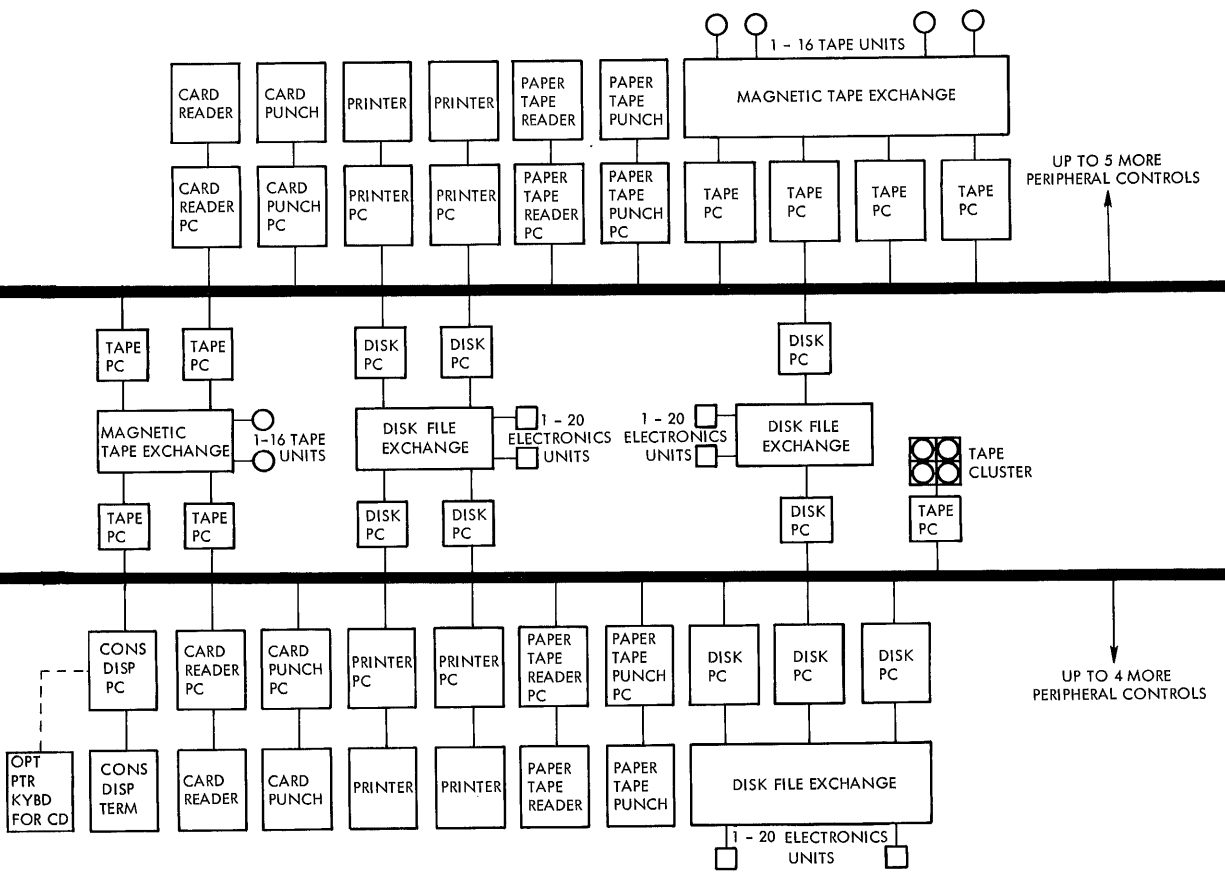 1 - 16 TAPE UNITS
CARD
READER
CARD
PUNCH
PRINTER
PRINTER
PAPER
TAPE
READER
PAPER
TAPE
PUNCH
MAGNETIC TAPE EXCHANGE
CARD
READER
PC
CARD
PUNCH
PC
PRINTER
PC
PRINTER
PC
PAPER
TAPE
READER
PC
PAPER
TAPE
PUNCH
PC
TAPE
PC
TAPE
PC
TAPE
PC
TAPE
PC
UP TO 5 MORE
PERIPHERAL CONTROLS
TAPE
PC
TAPE
PC
DISK
PC
DISK
PC
DISK
PC
MAGNETIC
TAPE EXCHANGE
1-16 TAPE
UNITS
DISK FILE
EXCHANGE
1 - 20
ELECTRONICS
UNITS
1 - 20
ELECTRONICS
UNITS
DISK FILE
EXCHANGE
TAPE
CLUSTER
TAPE
PC
TAPE
PC
DISK
PC
DISK
PC
DISK
PC
TAPE
PC
CONS
DISP
PC
CARD
READER
PC
CARD
PUNCH
PC
PRINTER
PC
PRINTER
PC
PAPER
TAPE
READER
PC
PAPER
TAPE
PUNCH
PC
DISK
PC
DISK
PC
DISK
PC
UP TO 4 MORE
PERIPHERAL CONTROLS
OPT
PTR
KYBD
FOR CD
CONS
DISP
TERM
CARD
READER
CARD
PUNCH
PRINTER
PRINTER
PAPER
TAPE
READER
PAPER
TAPE
PUNCH
DISK FILE EXCHANGE
1 - 20 ELECTRONICS
UNITS